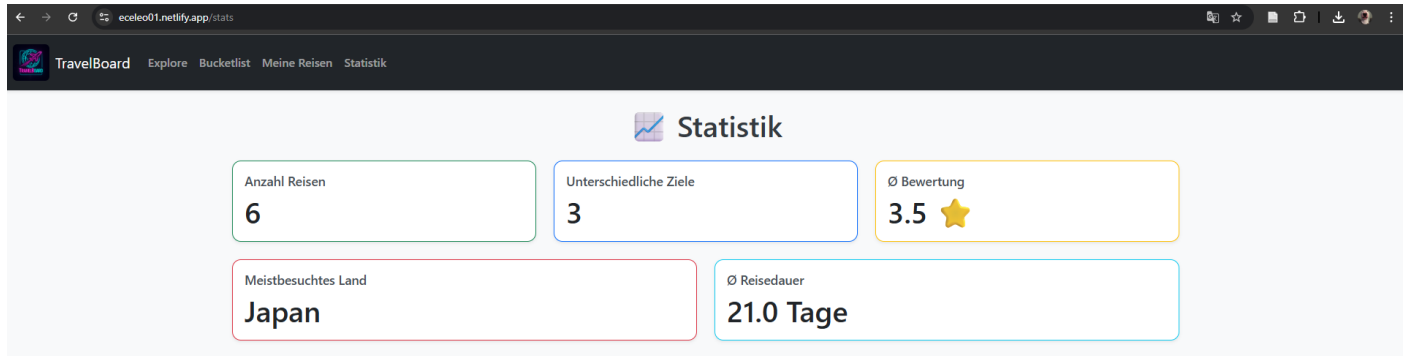 eceleo01.netlify.app/stats
TravelBoard Explore Bucketlist Meine Reisen Statistik
Statistik
Anzahl Reisen
6
Unterschiedliche Ziele
3
Ø Bewertung
3.5
Meistbesuchtes Land
Japan
Ø Reisedauer
21.0 Tage